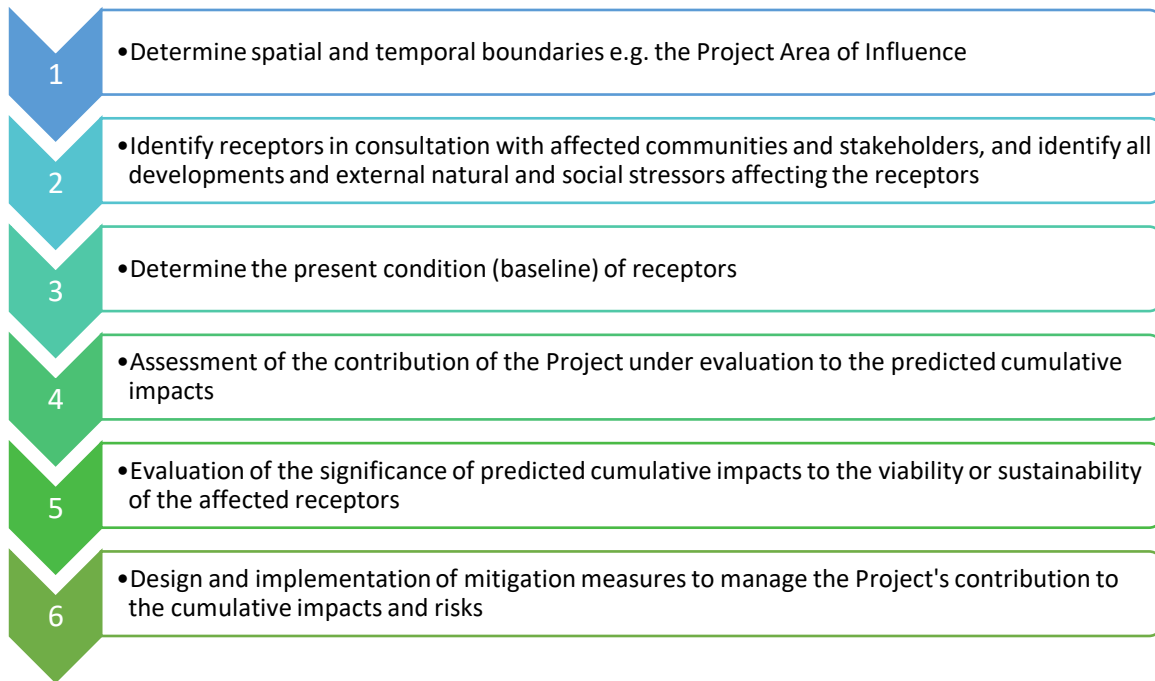 1
•Determine spatial and temporal boundaries e.g. the Project Area of Influence
2
•Identify receptors in consultation with affected communities and stakeholders, and identify all
developments and external natural and social stressors affecting the receptors
3
•Determine the present condition (baseline) of receptors
4
•Assessment of the contribution of the Project under evaluation to the predicted cumulative
impacts
5
•Evaluation of the significance of predicted cumulative impacts to the viability or sustainability
of the affected receptors
6
•Design and implementation of mitigation measures to manage the Project's contribution to
the cumulative impacts and risks